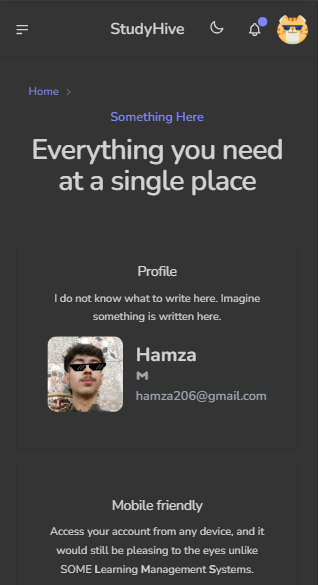 StudyHive
Home
Something Here
Everything you need
at a single place
Profile
I do not know what to write here. Imagine
something is written here.
Hamza
hamza206@gmail.com
Mobile friendly
Access your account from any device, and it
would still be pleasing to the eyes unlike
SOME Learning Management Systems.